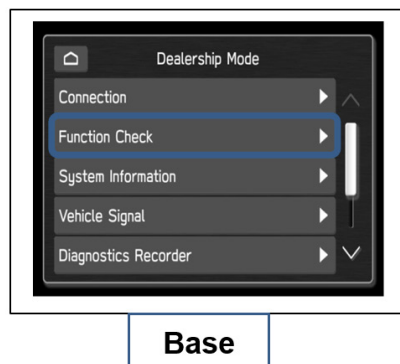 Dealership Mode
Connection
Function Check
System Information
Vehicle Signal
Diagnostics Recorder
Base